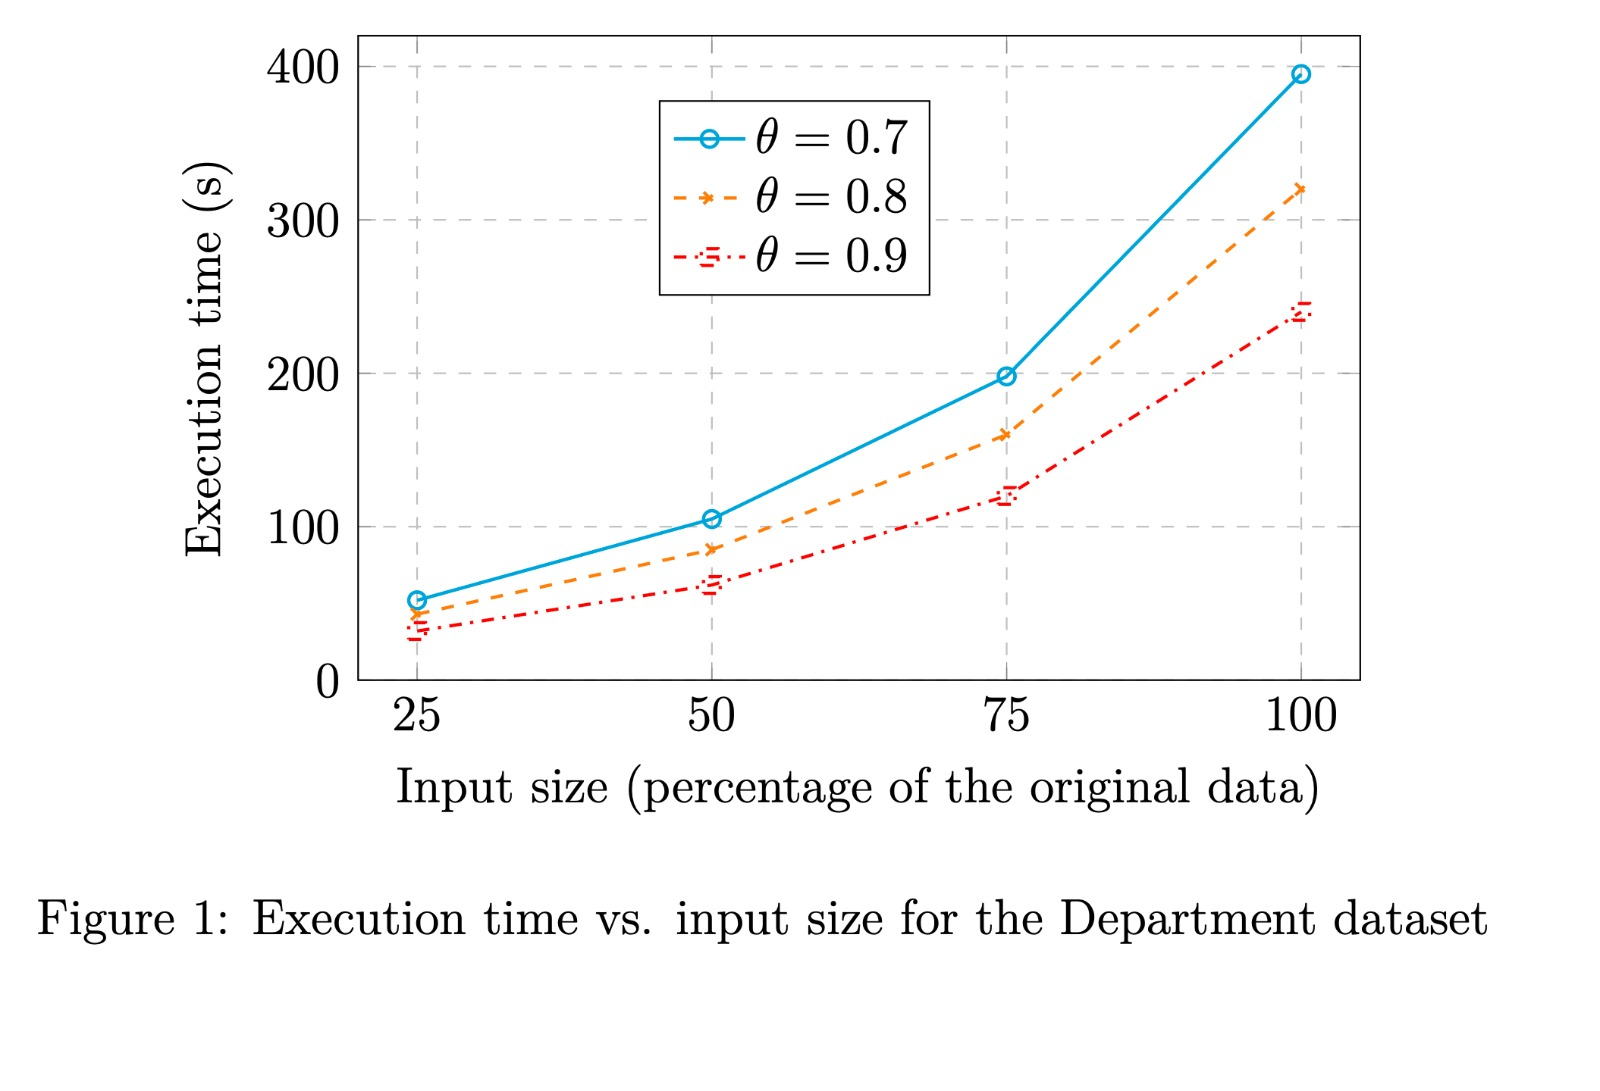 400
300
200
100
0
Execution time (s)
θ = 0.7
θ = 0.8
θ = 0.9
25 50 75 100
Input size (percentage of the original data)
Figure 1: Execution time vs. input size for the Department dataset